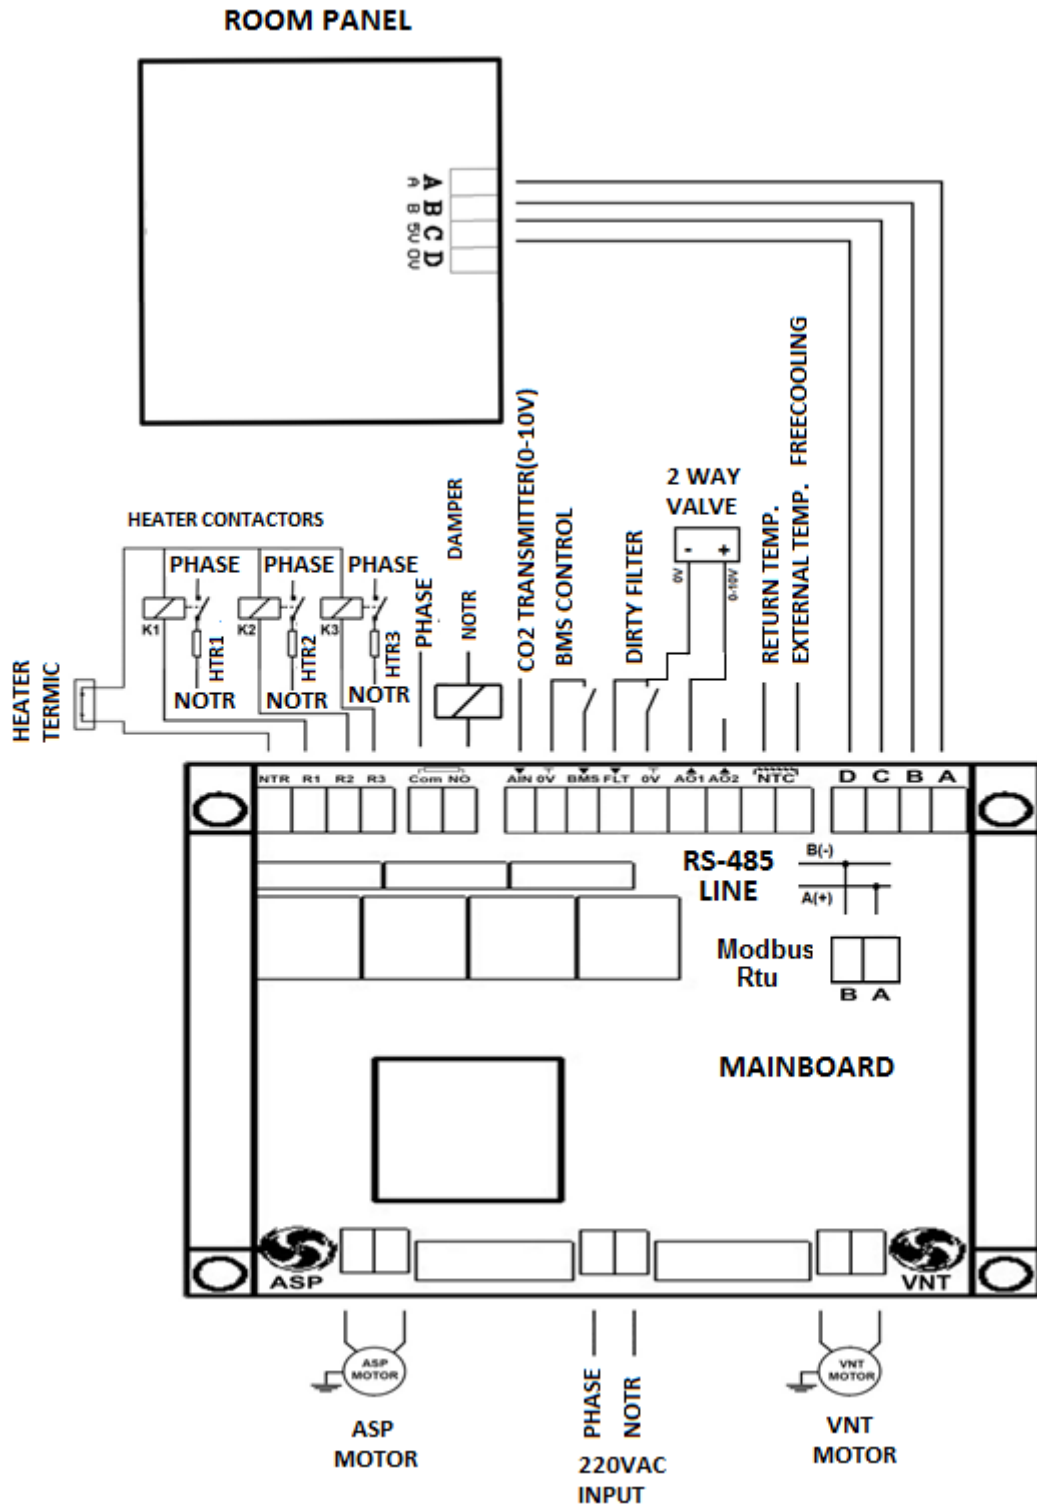 ROOM PANEL
A A
B B
5V C
0V D
HEATER CONTACTORS
PHASE PHASE PHASE
K1 K2 K3
HTR1 HTR2 HTR3
NOTR NOTR NOTR
HEATER
TERMIC
PHASE
DAMPER
NOTR
CO2 TRANSMITTER(0-10V)
BMS CONTROL
DIRTY FILTER
2 WAY
VALVE
- +
0V
0-10V
RETURN TEMP.
EXTERNAL TEMP. FREECOOLING
NTR R1 R2 R3 Com NO AIN 0V BMS FLT 0V AO1 AO2 NTC D C B A
RS-485
LINE
B(-)
A(+)
Modbus
Rtu
B A
MAINBOARD
ASP
VNT
ASP
MOTOR
VNT
MOTOR
ASP
MOTOR
PHASE
NOTR
220VAC
INPUT
VNT
MOTOR